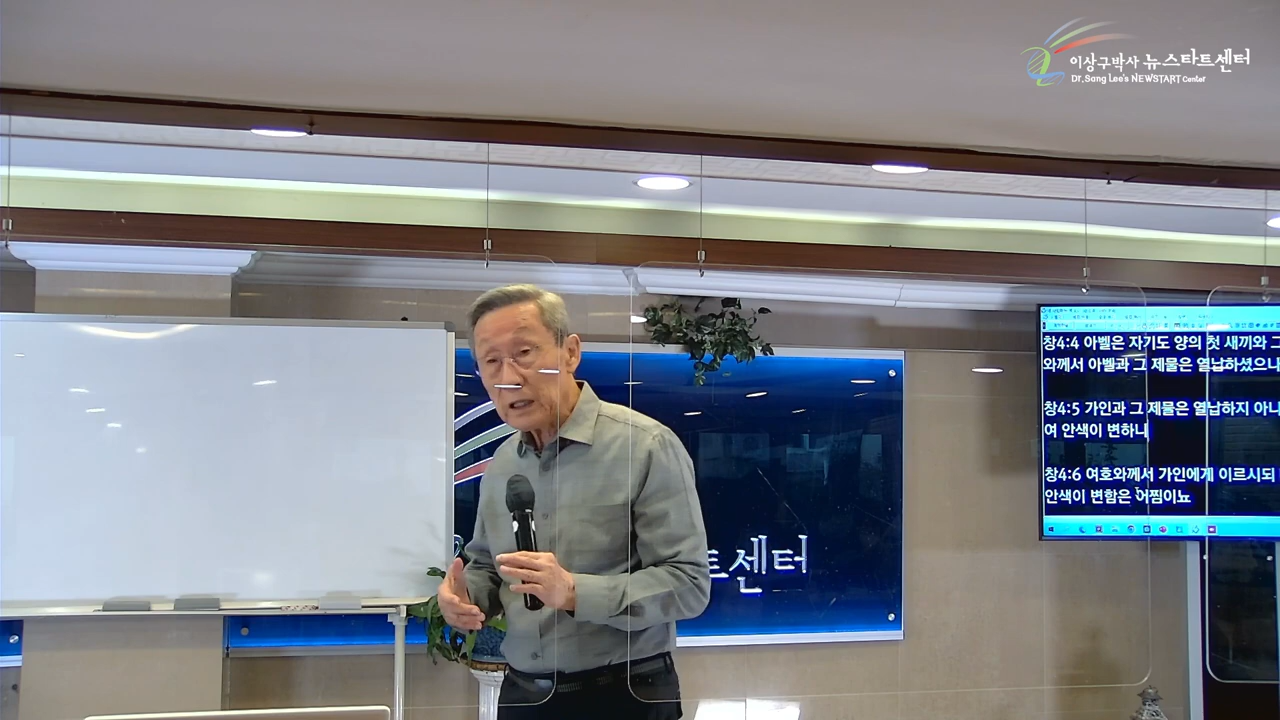 이상구박사 뉴스타트센터
Dr. Sang Lee's NEWSTART Center
창4:4 아벨은 자기도 양의 첫 새끼와 그
와께서 아벨과 그 제물은 열납하셨으나
창4:5 가인과 그 제물은 열납하지 아니
여 안색이 변하니
창4:6 여호와께서 가인에게 이르시되
안색이 변함은 어찜이뇨
트센터